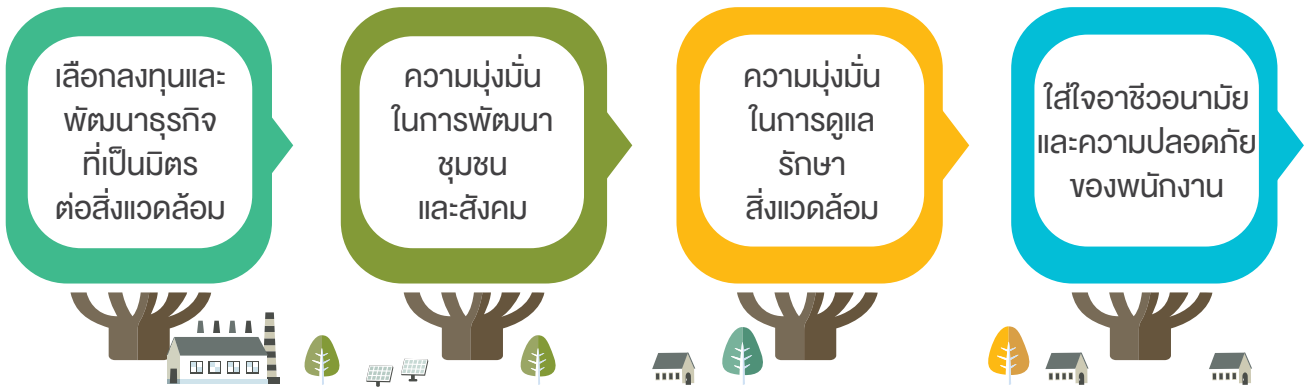 เลือกลงทุนและ
พัฒนาธุรกิจ
ที่เป็นมิตร
ต่อสิ่งแวดล้อม
ความมุ่งมั่น
ในการพัฒนา
ชุมชน
และสังคม
ความมุ่งมั่น
ในการดูแล
รักษา
สิ่งแวดล้อม
ใส่ใจอาชีวอนามัย
และความปลอดภัย
ของพนักงาน